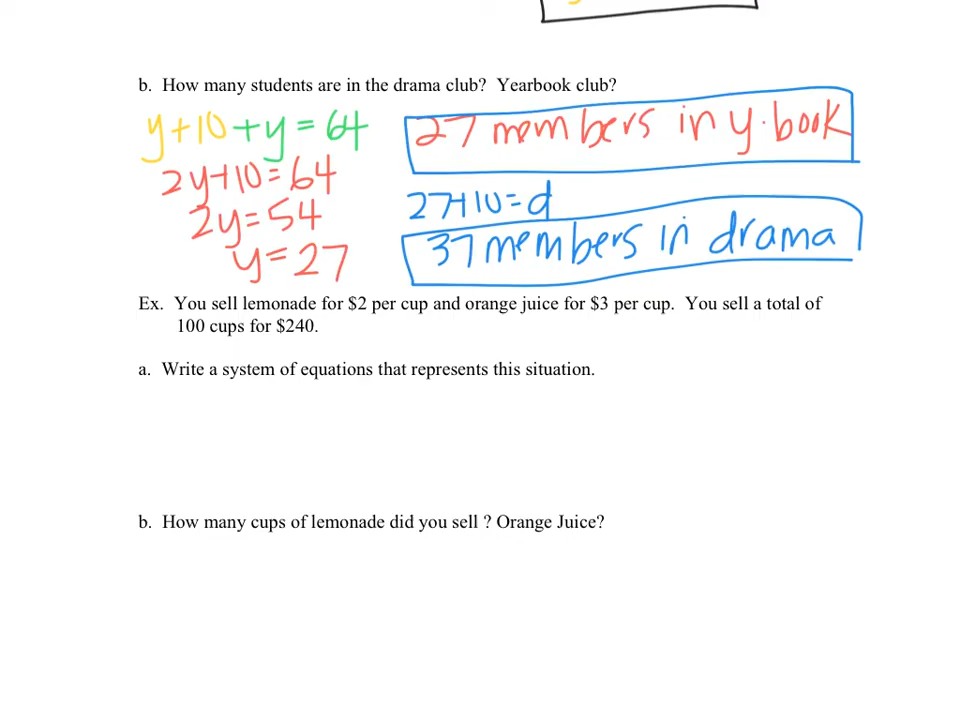 b. How many students are in the drama club? Yearbook club?
y+10+y=64
27 members in y.book
2y+10=64
2y=54
27+10=d
y=27
37 members in drama
Ex. You sell lemonade for $2 per cup and orange juice for $3 per cup. You sell a total of
100 cups for $240.
a. Write a system of equations that represents this situation.
b. How many cups of lemonade did you sell ? Orange Juice?